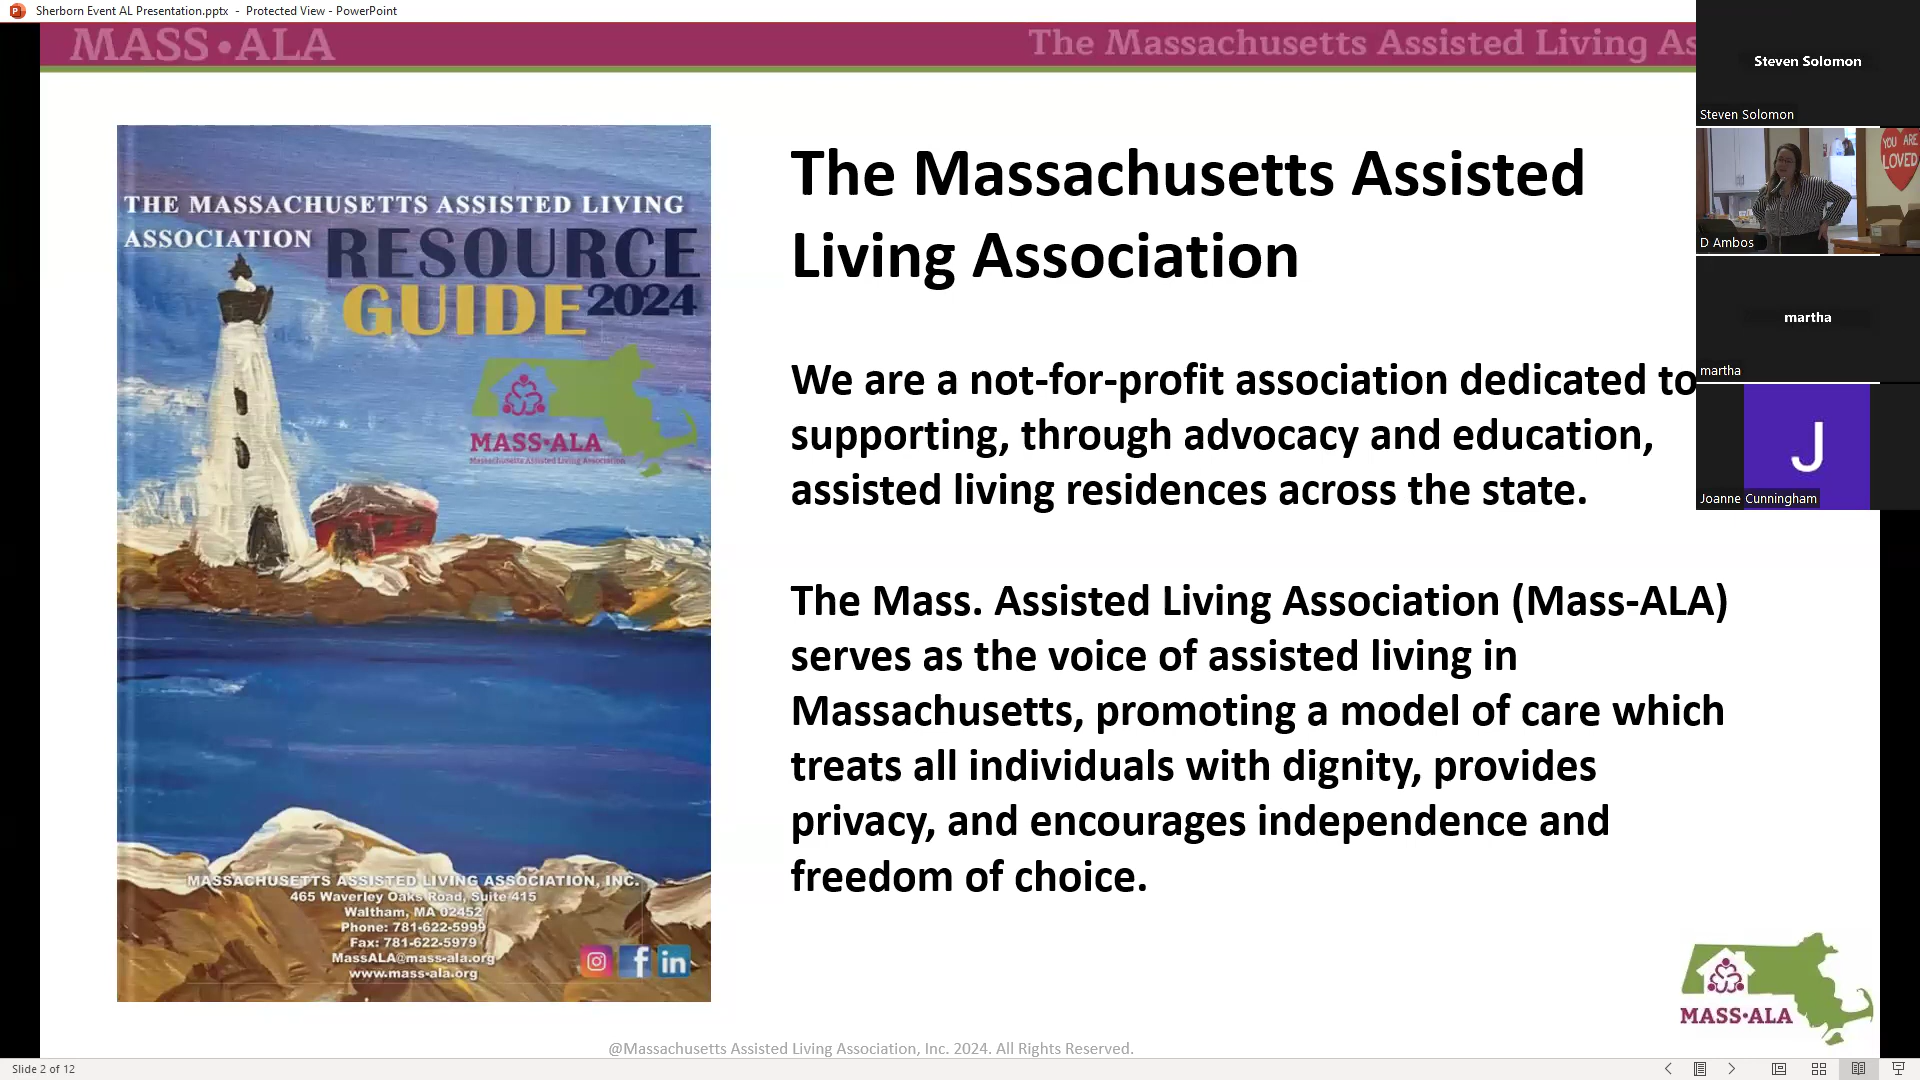 Sherborn Event AL Presentation.pptx - Protected View - PowerPoint
MASS•ALA
The Massachusetts Assisted Living As
THE MASSACHUSETTS ASSISTED LIVING
ASSOCIATION
RESOURCE
GUIDE 2024
MASS•ALA
Massachusetts Assisted Living Association
MASSACHUSETTS ASSISTED LIVING ASSOCIATION, INC.
465 Waverley Oaks Road, Suite 415
Waltham, MA 02452
Phone: 781-622-5999
Fax: 781-622-5979
MassALA@mass-ala.org
www.mass-ala.org
The Massachusetts Assisted
Living Association
We are a not-for-profit association dedicated to
supporting, through advocacy and education,
assisted living residences across the state.
The Mass. Assisted Living Association (Mass-ALA)
serves as the voice of assisted living in
Massachusetts, promoting a model of care which
treats all individuals with dignity, provides
privacy, and encourages independence and
freedom of choice.
MASS•ALA
@Massachusetts Assisted Living Association, Inc. 2024. All Rights Reserved.
Steven Solomon
Steven Solomon
YOU ARE
LOVED
D Ambos
martha
martha
J
Joanne Cunningham
Slide 2 of 12